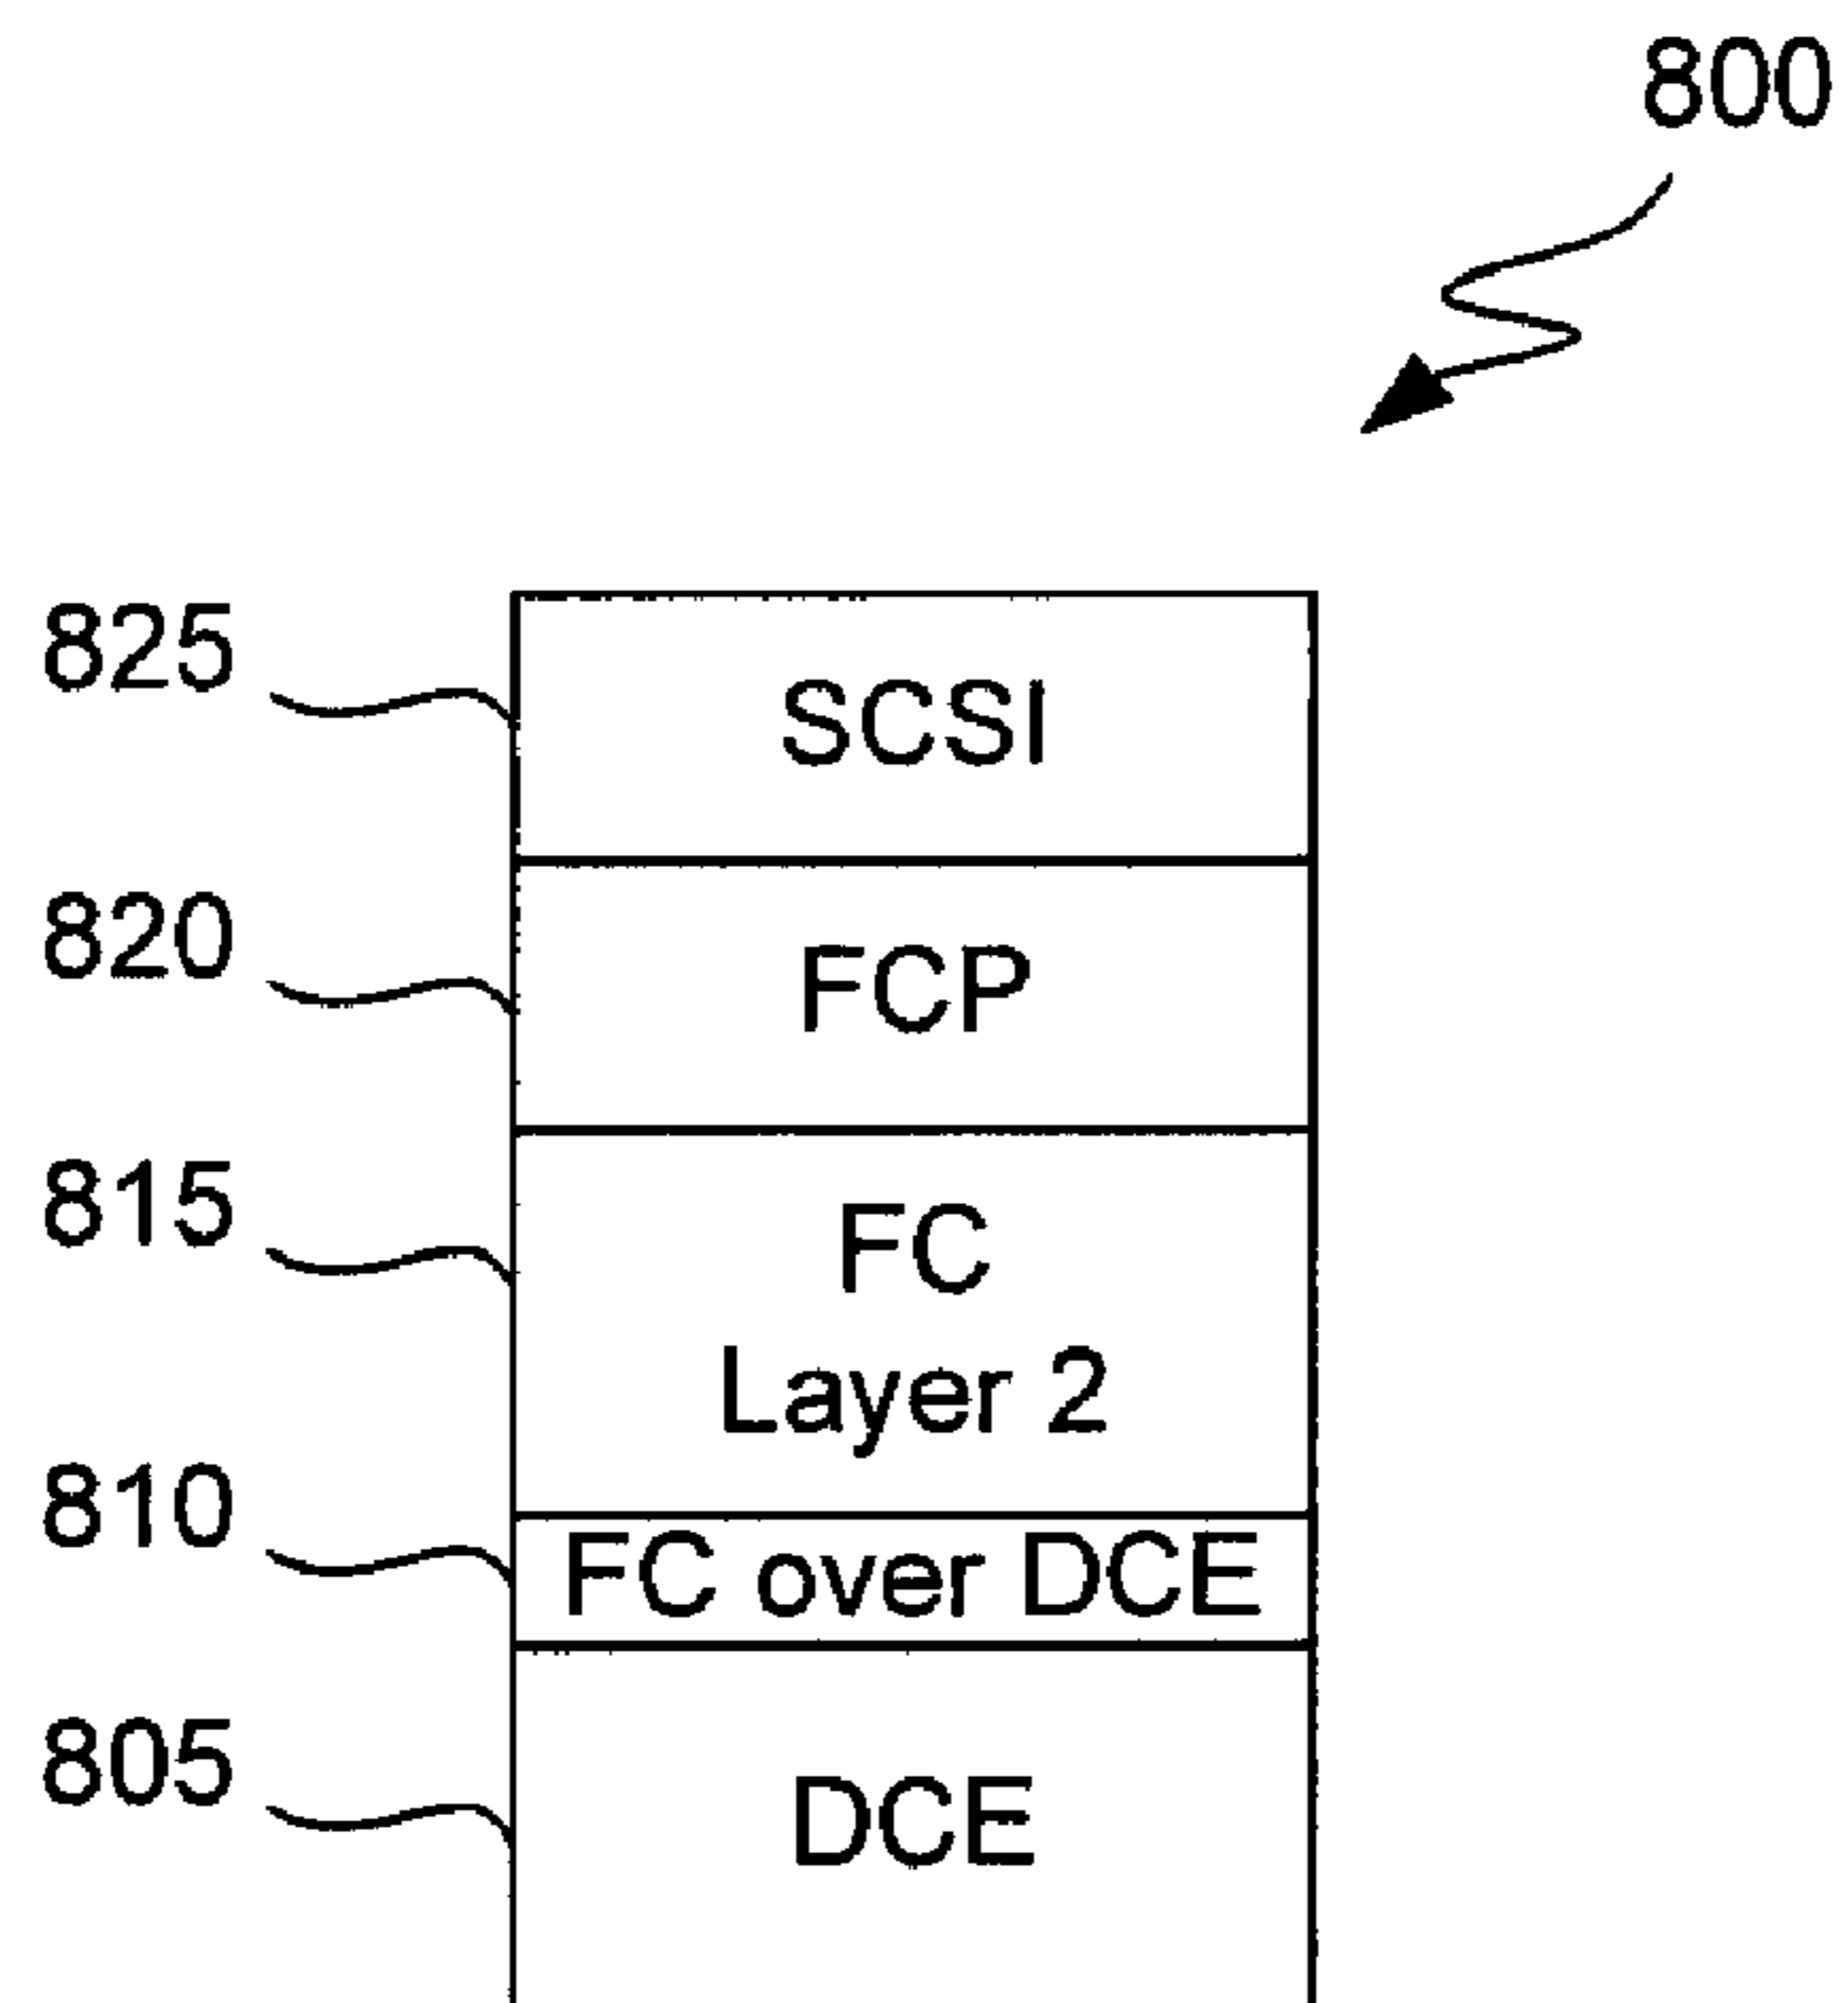 800
825
SCSI
820
FCP
815
FC
Layer 2
810
FC over DCE
805
DCE